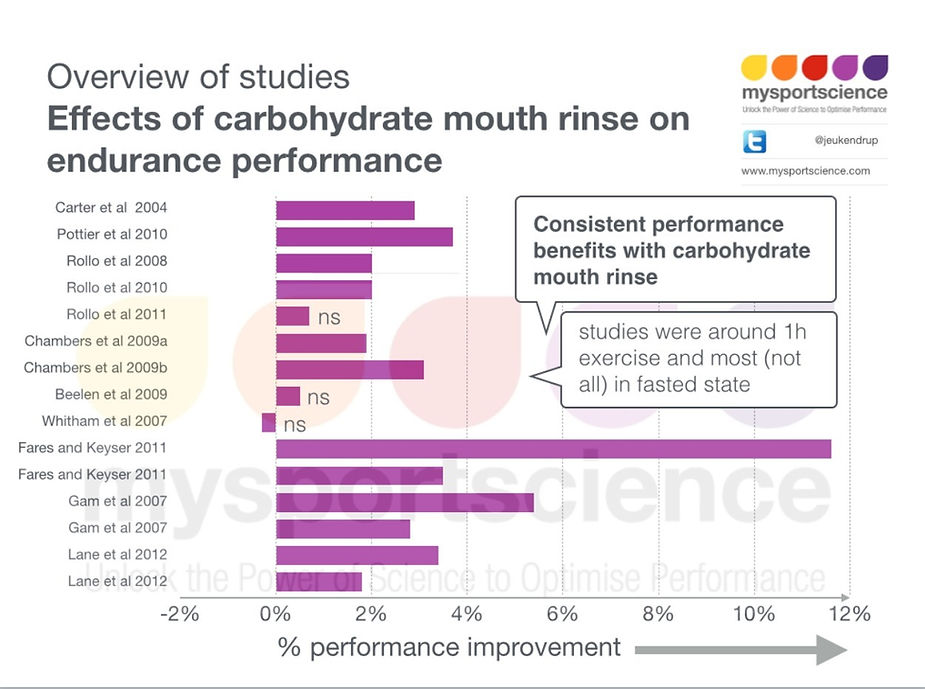 Overview of studies
Effects of carbohydrate mouth rinse on
endurance performance
mysportscience
Unlock the Power of Science to Optimise Performance
@jeukendrup
www.mysportscience.com
Carter et al 2004
Pottier et al 2010
Rollo et al 2008
Rollo et al 2010
Rollo et al 2011
ns
Chambers et al 2009a
Chambers et al 2009b
Beelen et al 2009
ns
Whitham et al 2007
ns
Fares and Keyser 2011
Fares and Keyser 2011
Gam et al 2007
Gam et al 2007
Lane et al 2012
Lane et al 2012
Consistent performance
benefits with carbohydrate
mouth rinse
studies were around 1h
exercise and most (not
all) in fasted state
mysportscience
Unlock the Power of Science to Optimise Performance
-2% 0% 2% 4% 6% 8% 10% 12%
% performance improvement